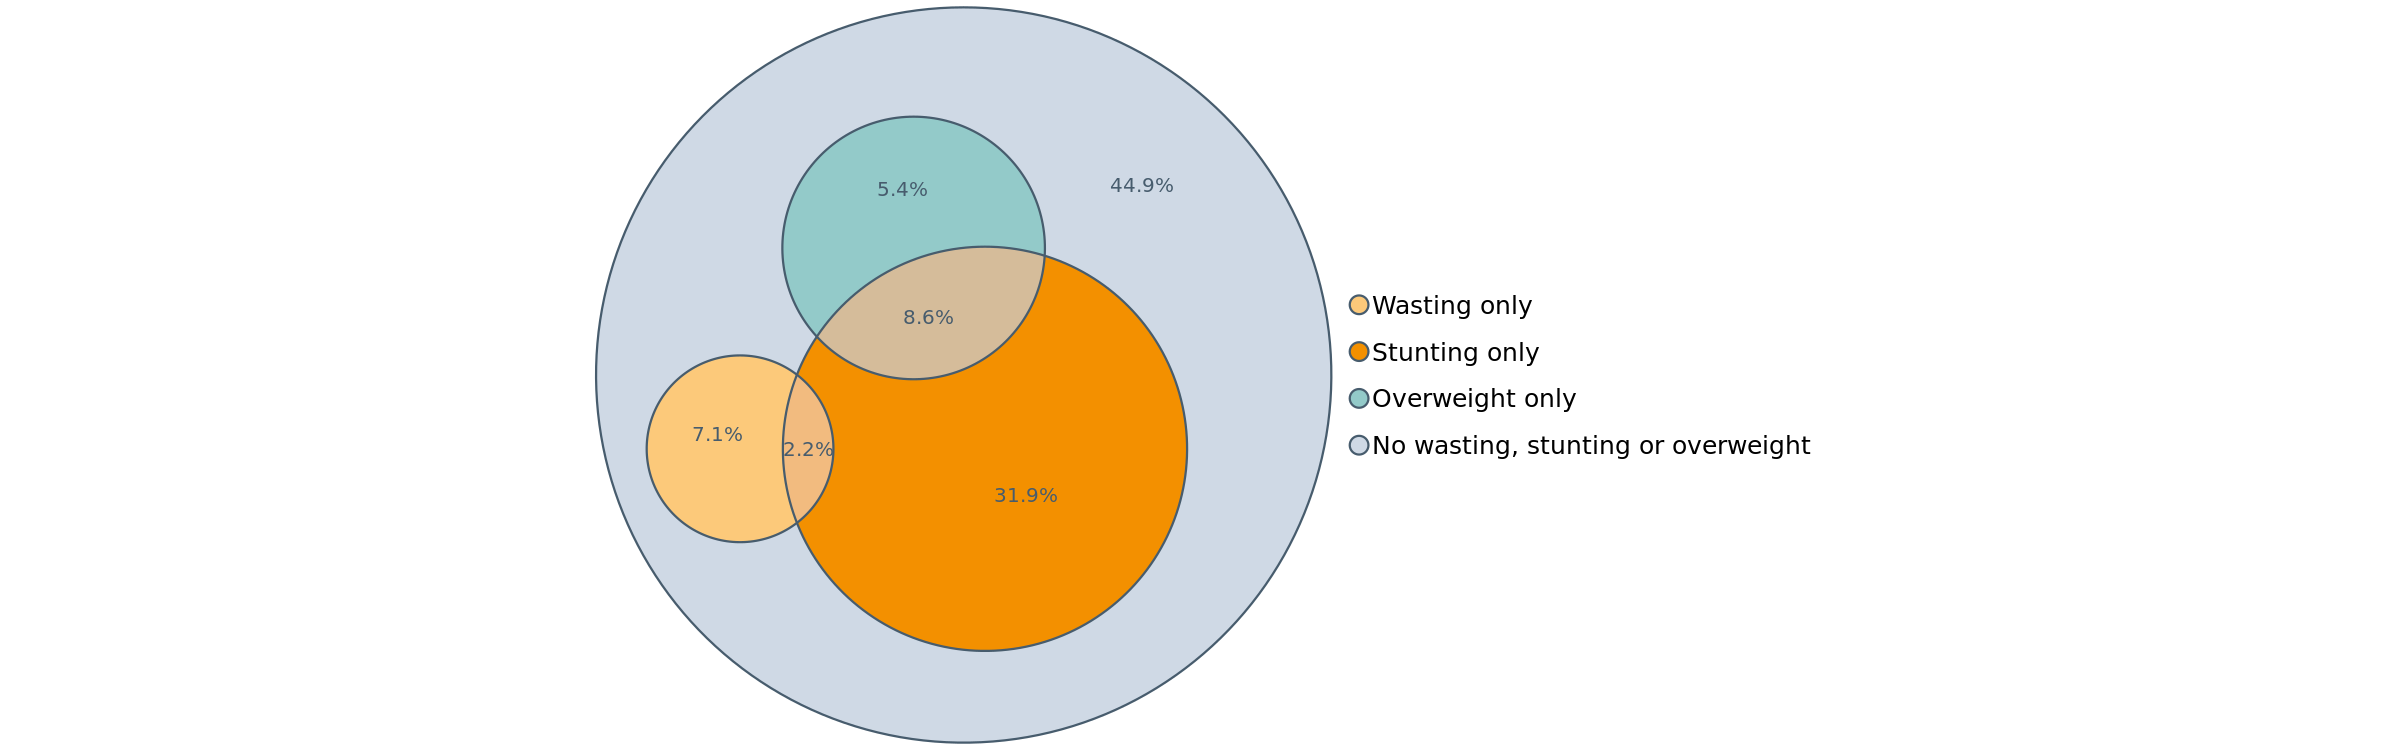 5.4%
44.9%
8.6%
7.1%
2.2%
31.9%
Wasting only
Stunting only
Overweight only
No wasting, stunting or overweight